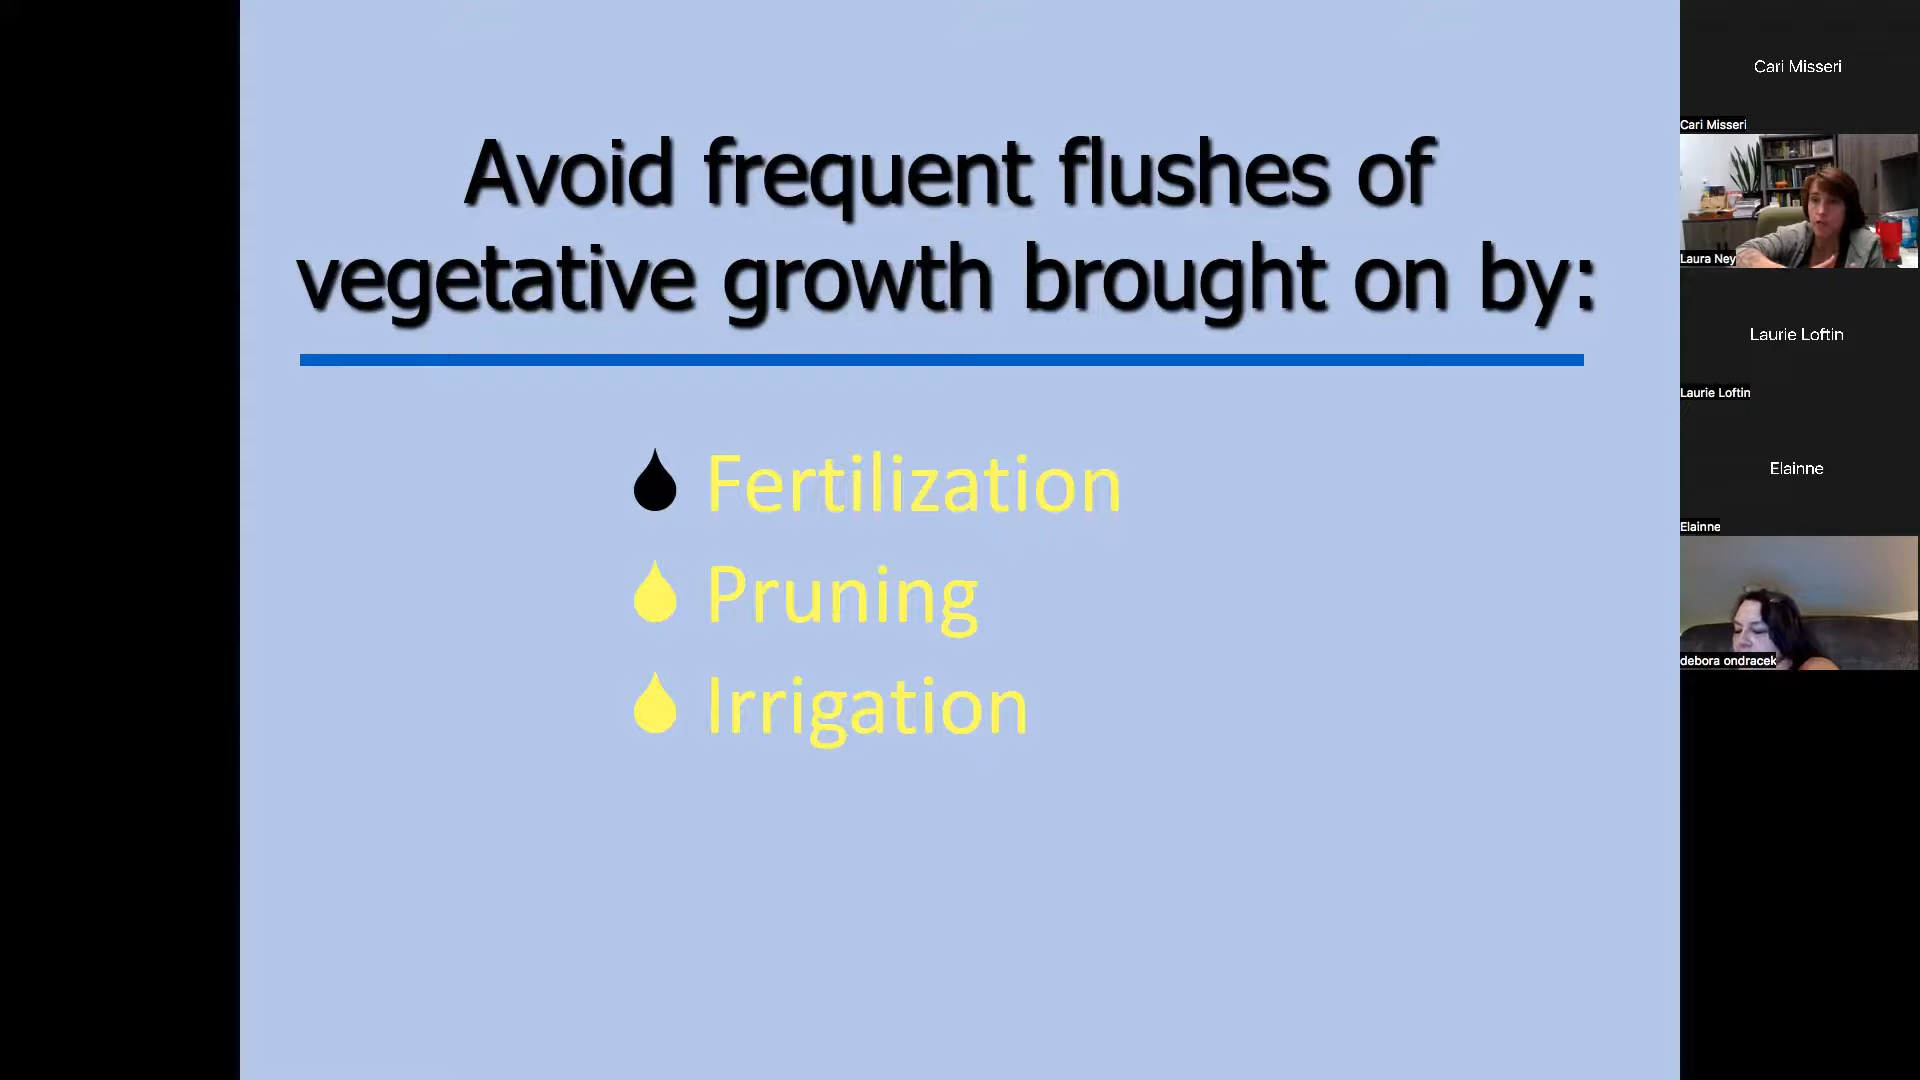 Avoid frequent flushes of
vegetative growth brought on by:
Fertilization
Pruning
Irrigation
Cari Misseri
Cari Misseri
Laura Ney
Laurie Loftin
Laurie Loftin
Elainne
Elainne
debora ondracek